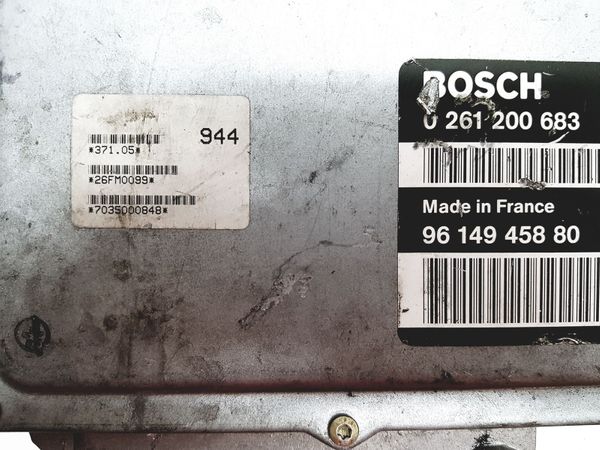 944
*371.05*
*26FM0099*
*7035000848*
BOSCH
0 261 200 683
Made in France
96 149 458 80